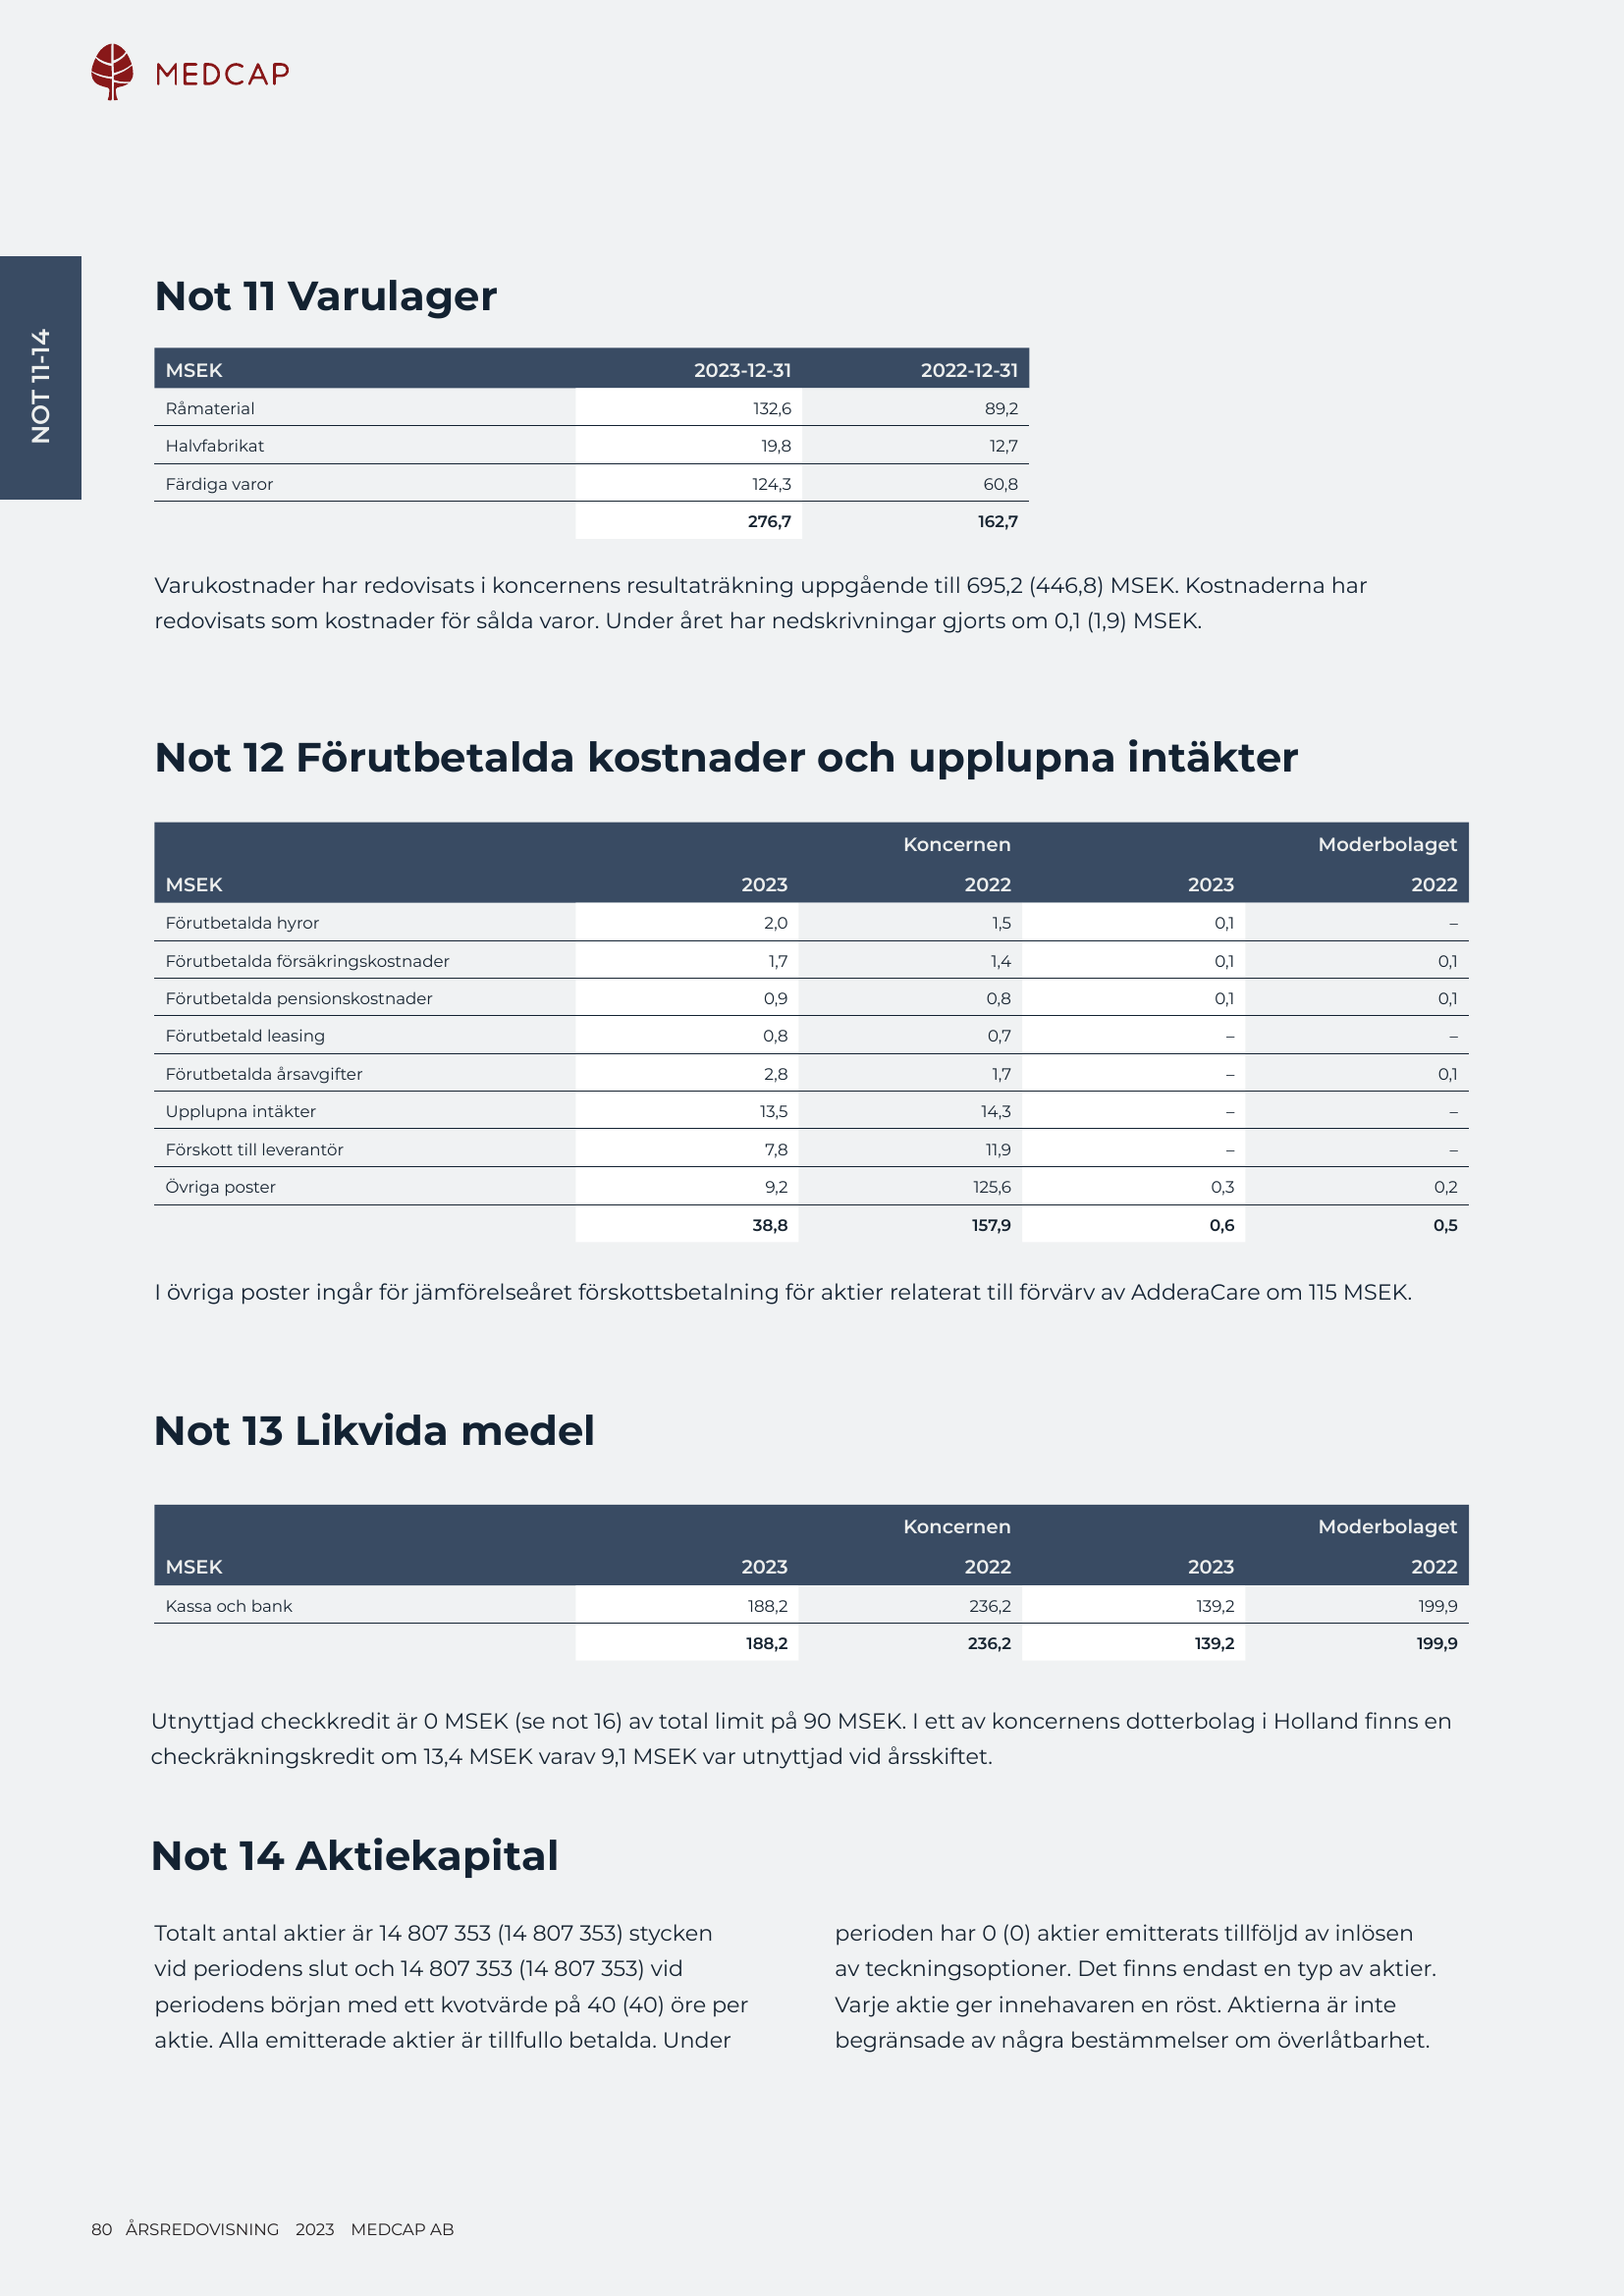 MEDCAP
NOT 11-14
Not 11 Varulager
MSEK 2023-12-31 2022-12-31
Råmaterial 132,6 89,2
Halvfabrikat 19,8 12,7
Färdiga varor 124,3 60,8
276,7 162,7
Varukostnader har redovisats i koncernens resultaträkning uppgående till 695,2 (446,8) MSEK. Kostnaderna har
redovisats som kostnader för sålda varor. Under året har nedskrivningar gjorts om 0,1 (1,9) MSEK.
Not 12 Förutbetalda kostnader och upplupna intäkter
Koncernen Moderbolaget
MSEK 2023 2022 2023 2022
Förutbetalda hyror 2,0 1,5 0,1 –
Förutbetalda försäkringskostnader 1,7 1,4 0,1 0,1
Förutbetalda pensionskostnader 0,9 0,8 0,1 0,1
Förutbetald leasing 0,8 0,7 – –
Förutbetalda årsavgifter 2,8 1,7 – 0,1
Upplupna intäkter 13,5 14,3 – –
Förskott till leverantör 7,8 11,9 – –
Övriga poster 9,2 125,6 0,3 0,2
38,8 157,9 0,6 0,5
I övriga poster ingår för jämförelseåret förskottsbetalning för aktier relaterat till förvärv av AdderaCare om 115 MSEK.
Not 13 Likvida medel
Koncernen Moderbolaget
MSEK 2023 2022 2023 2022
Kassa och bank 188,2 236,2 139,2 199,9
188,2 236,2 139,2 199,9
Utnyttjad checkkredit är 0 MSEK (se not 16) av total limit på 90 MSEK. I ett av koncernens dotterbolag i Holland finns en
checkräkningskredit om 13,4 MSEK varav 9,1 MSEK var utnyttjad vid årsskiftet.
Not 14 Aktiekapital
Totalt antal aktier är 14 807 353 (14 807 353) stycken
vid periodens slut och 14 807 353 (14 807 353) vid
periodens början med ett kvotvärde på 40 (40) öre per
aktie. Alla emitterade aktier är tillfullo betalda. Under
perioden har 0 (0) aktier emitterats tillföljd av inlösen
av teckningsoptioner. Det finns endast en typ av aktier.
Varje aktie ger innehavaren en röst. Aktierna är inte
begränsade av några bestämmelser om överlåtbarhet.
80 ÅRSREDOVISNING 2023 MEDCAP AB